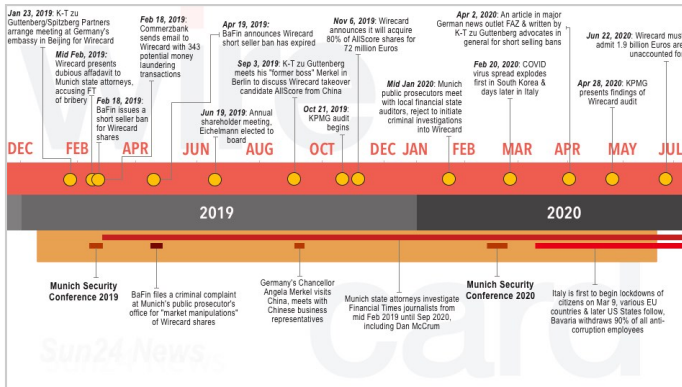 Jan 23, 2019: K-T zu
Guttenberg/Spitzberg Partners
arrange meeting at Germany's
embassy in Beijing for Wirecard
Mid Feb, 2019:
Wirecard presents
dubious affadavit to
Munich state attorneys,
accusing FT
of bribery
Feb 18, 2019:
BaFin issues a
short seller ban
for Wirecard
shares
Feb 18, 2019:
Commerzbank
sends email to
Wirecard with 343
potential money
laundering
transactions
Apr 19, 2019:
BaFin announces Wirecard
short seller ban has expired
Jun 19, 2019: Annual
shareholder meeting,
Eichelmann elected to
board
Sep 3, 2019: K-T zu Guttenberg
meets his "former boss" Merkel in
Berlin to discuss Wirecard takeover
candidate AllScore from China
Oct 21, 2019:
KPMG audit
begins
Nov 6, 2019: Wirecard
announces it will acquire
80% of AllScore shares for
72 million Euros
Mid Jan 2020: Munich
public prosecutors meet
with local financial state
auditors, reject to initiate
criminal investigations
into Wirecard
Feb 20, 2020: COVID
virus spread explodes
first in South Korea &
days later in Italy
Apr 2, 2020: An article in major
German news outlet FAZ & written by
K-T zu Guttenberg advocates in
general for short selling bans
Apr 28, 2020: KPMG
presents findings of
Wirecard audit
Jun 22, 2020: Wirecard must
admit 1.9 billion Euros are
unaccounted fo
Wire
DEC FEB APR JUN AUG OCT DEC JAN FEB MAR APR MAY JUL
2019 2020
Munich Security
Conference 2019
BaFin files a criminal complaint
at Munich's public prosecutor's
office for "market manipulations"
of Wirecard shares
Germany's Chancellor
Angela Merkel visits
China, meets with
Chinese business
representatives
Munich state attorneys investigate
Financial Times journalists from
mid Feb 2019 until Sep 2020,
including Dan McCrum
Munich Security
Conference 2020
Italy is first to begin lockdowns of
citizens on Mar 9, various EU
countries & later US States follow,
Bavaria withdraws 90% of all anti-
corruption employees
Sun24 News
card